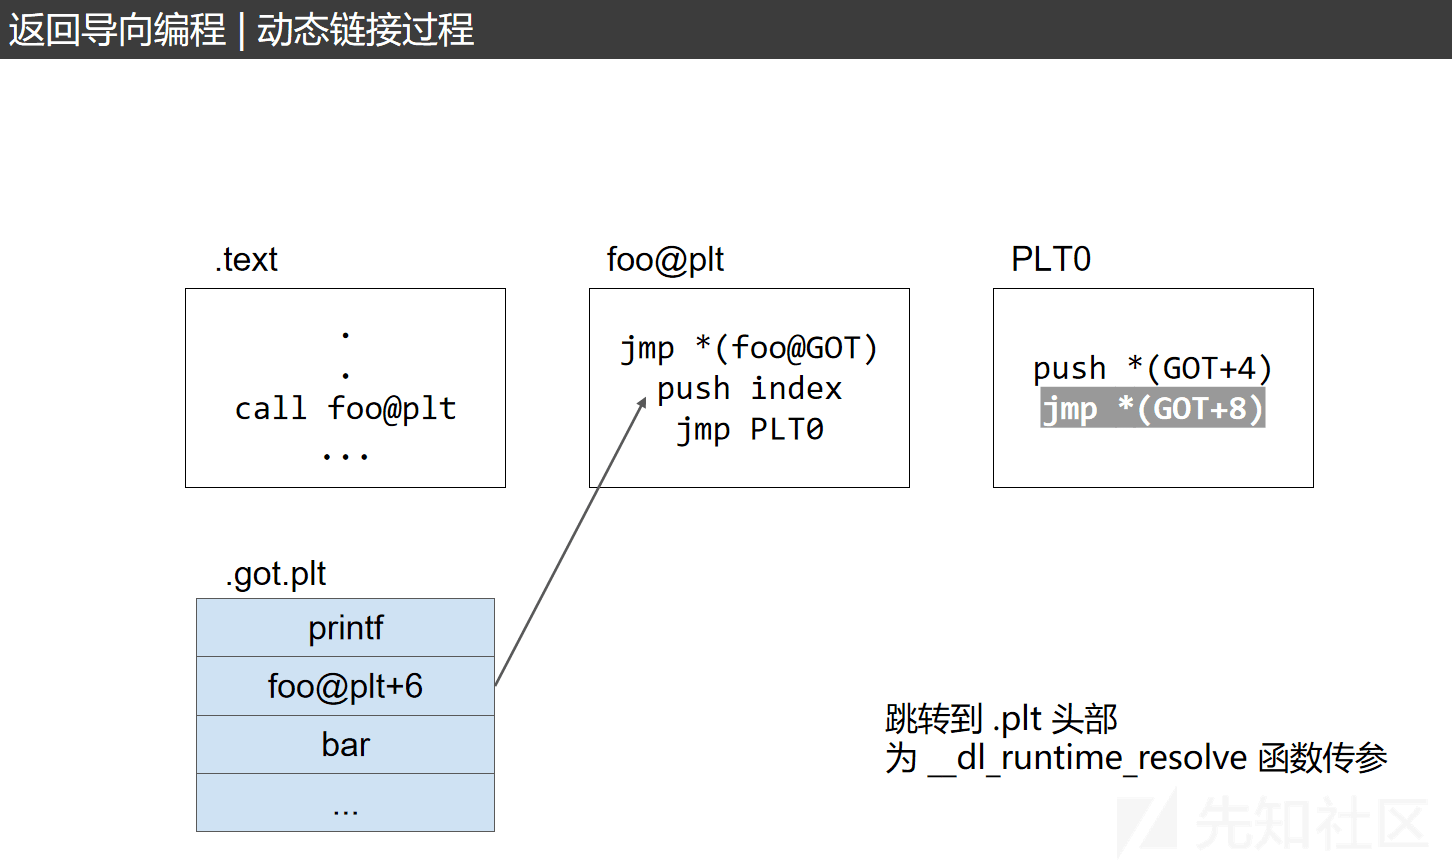 返回导向编程 | 动态链接过程
.text
.
.
call foo@plt
...
foo@plt
jmp *(foo@GOT)
push index
jmp PLT0
PLT0
push *(GOT+4)
jmp *(GOT+8)
.got.plt
printf
foo@plt+6
bar
...
跳转到 .plt 头部
为 __dl_runtime_resolve 函数传参
先知社区